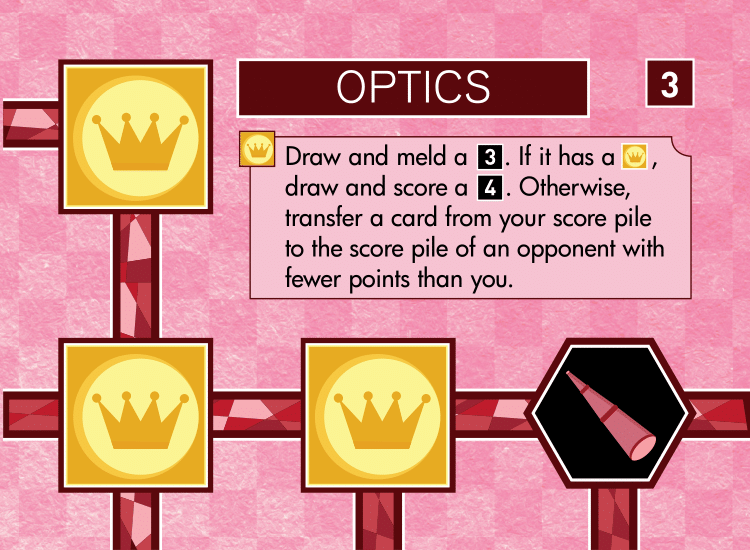 OPTICS
3
Draw and meld a 3. If it has a ,
draw and score a 4. Otherwise,
transfer a card from your score pile
to the score pile of an opponent with
fewer points than you.